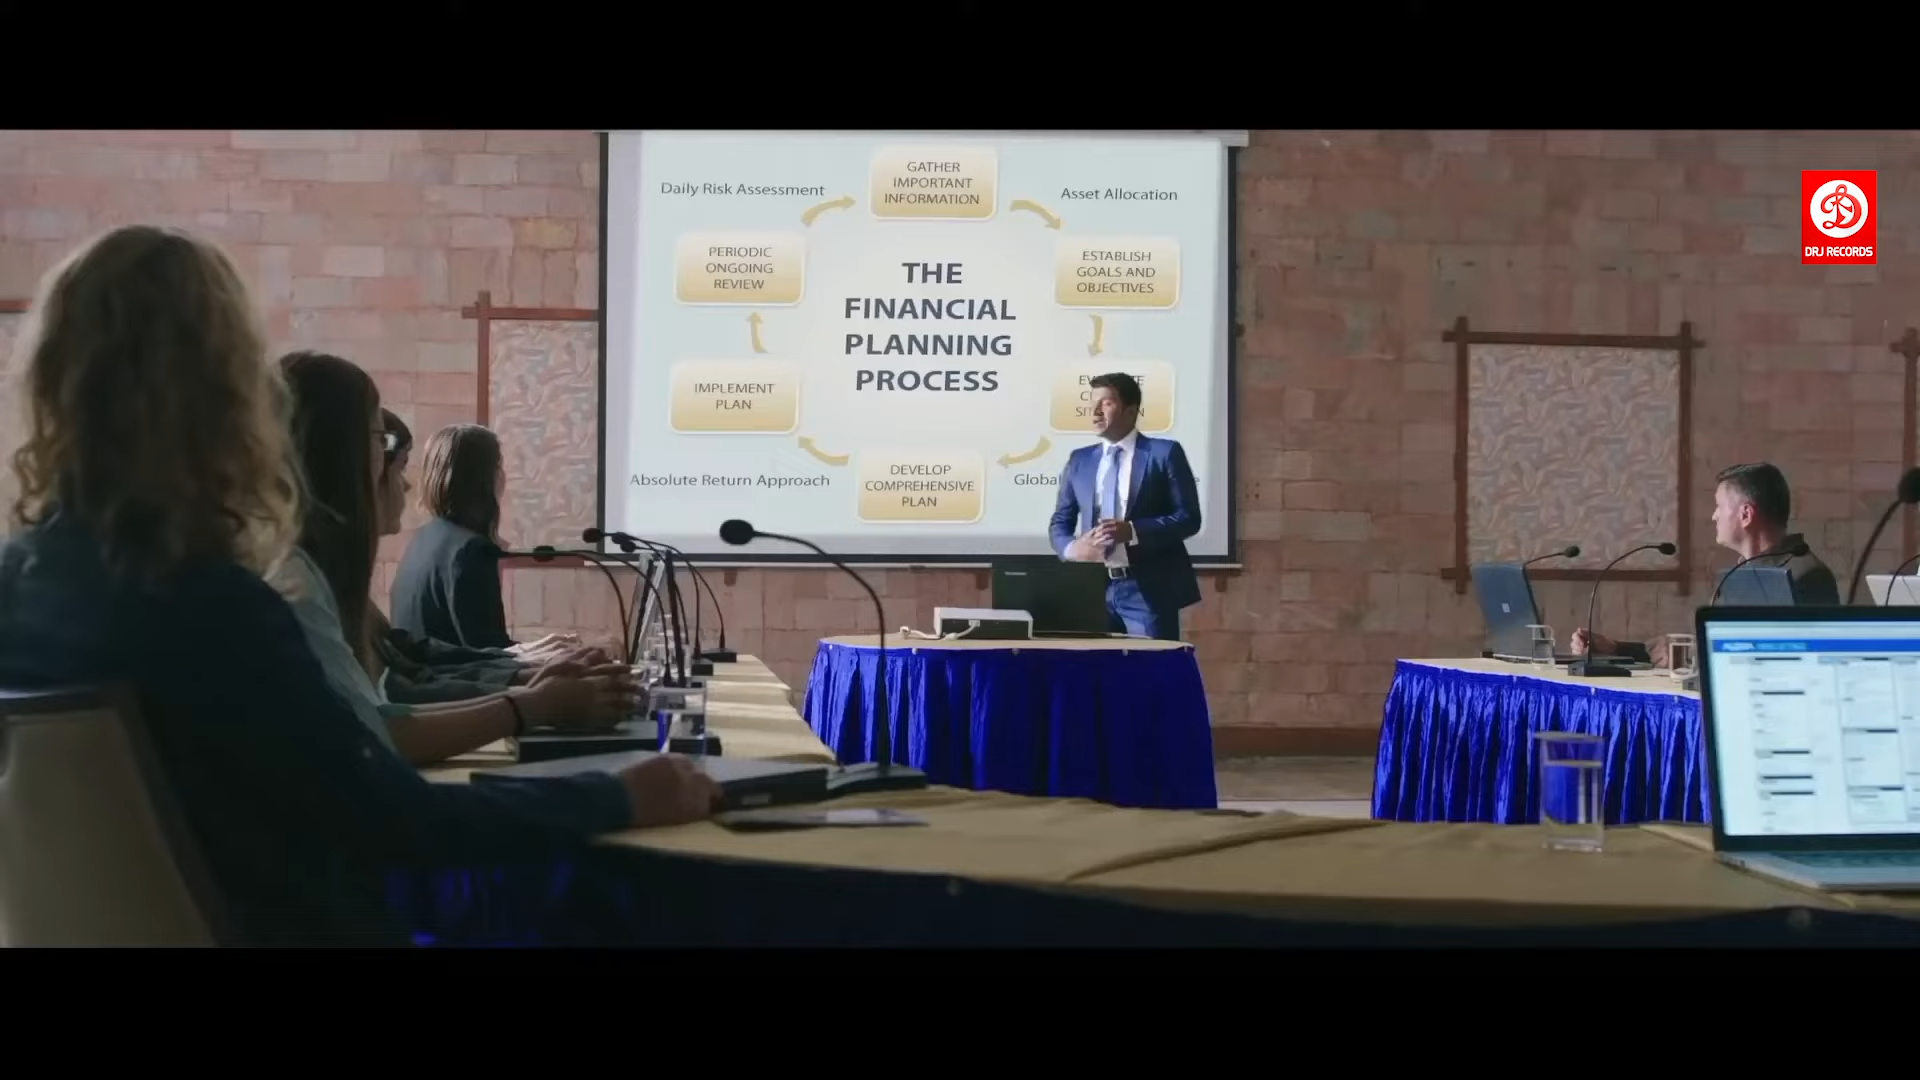 GATHER
IMPORTANT
INFORMATION
Daily Risk Assessment
Asset Allocation
PERIODIC
ONGOING
REVIEW
ESTABLISH
GOALS AND
OBJECTIVES
THE
FINANCIAL
PLANNING
PROCESS
IMPLEMENT
PLAN
DEVELOP
COMPREHENSIVE
PLAN
Absolute Return Approach
Global
DRJ RECORDS